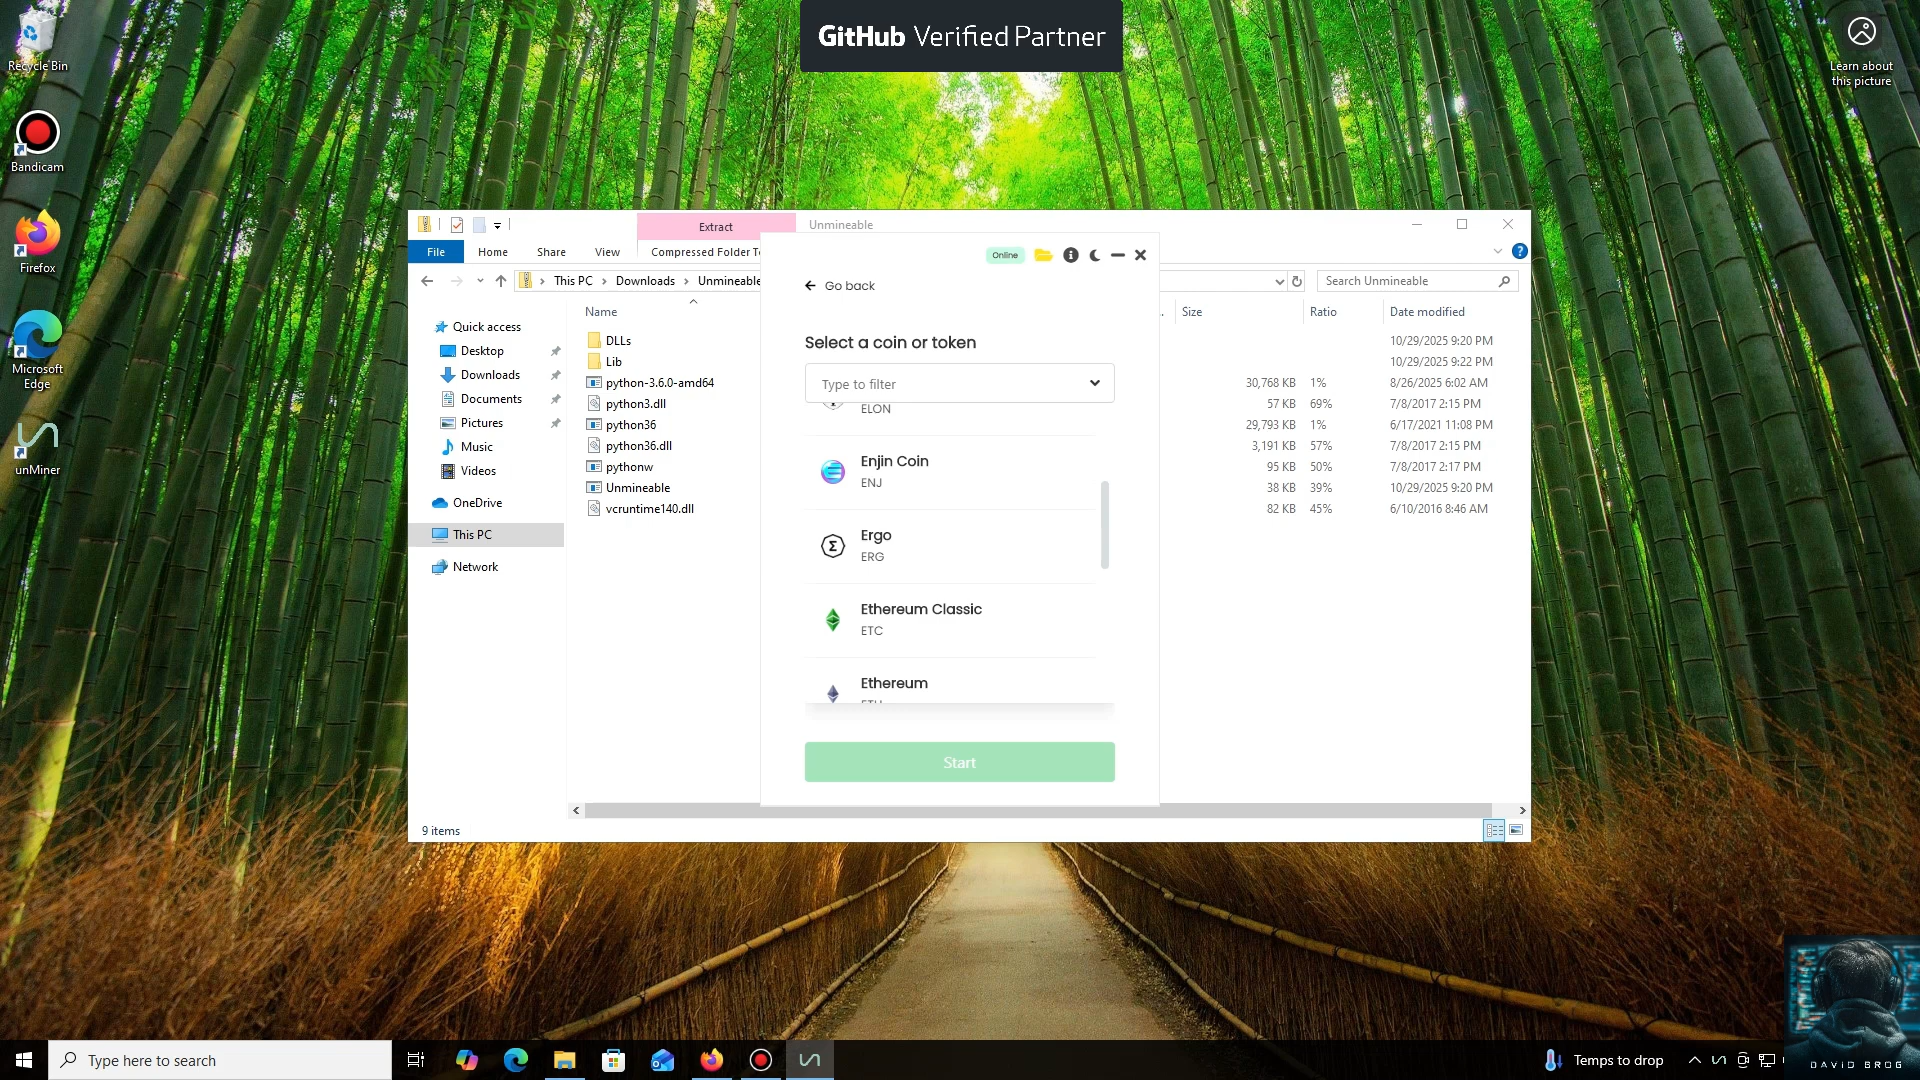 GitHub Verified Partner
Recycle Bin
Learn about
this picture
Bandicam
Firefox
Microsoft
Edge
unMiner
Extract
Unmineable
File
Home
Share
View
Compressed Folder
This PC
Downloads
Unmineable
Search Unmineable
Name
Size
Ratio
Date modified
Quick access
Desktop
Downloads
Documents
Pictures
Music
Videos
OneDrive
This PC
Network
DLLs
10/29/2025 9:20 PM
Lib
10/29/2025 9:22 PM
python-3.6.0-amd64
30,768 KB
1%
8/26/2025 6:02 AM
python3.dll
57 KB
69%
7/8/2017 2:15 PM
python36
29,793 KB
1%
6/17/2021 11:08 PM
python36.dll
3,191 KB
57%
7/8/2017 2:15 PM
pythonw
95 KB
50%
7/8/2017 2:17 PM
Unmineable
38 KB
39%
10/29/2025 9:20 PM
vcruntime140.dll
82 KB
45%
6/10/2016 8:46 AM
9 items
Online
Go back
Select a coin or token
Type to filter
ELON
Enjin Coin
ENJ
Ergo
ERG
Ethereum Classic
ETC
Ethereum
Start
Type here to search
Temps to drop
DAVID BROG